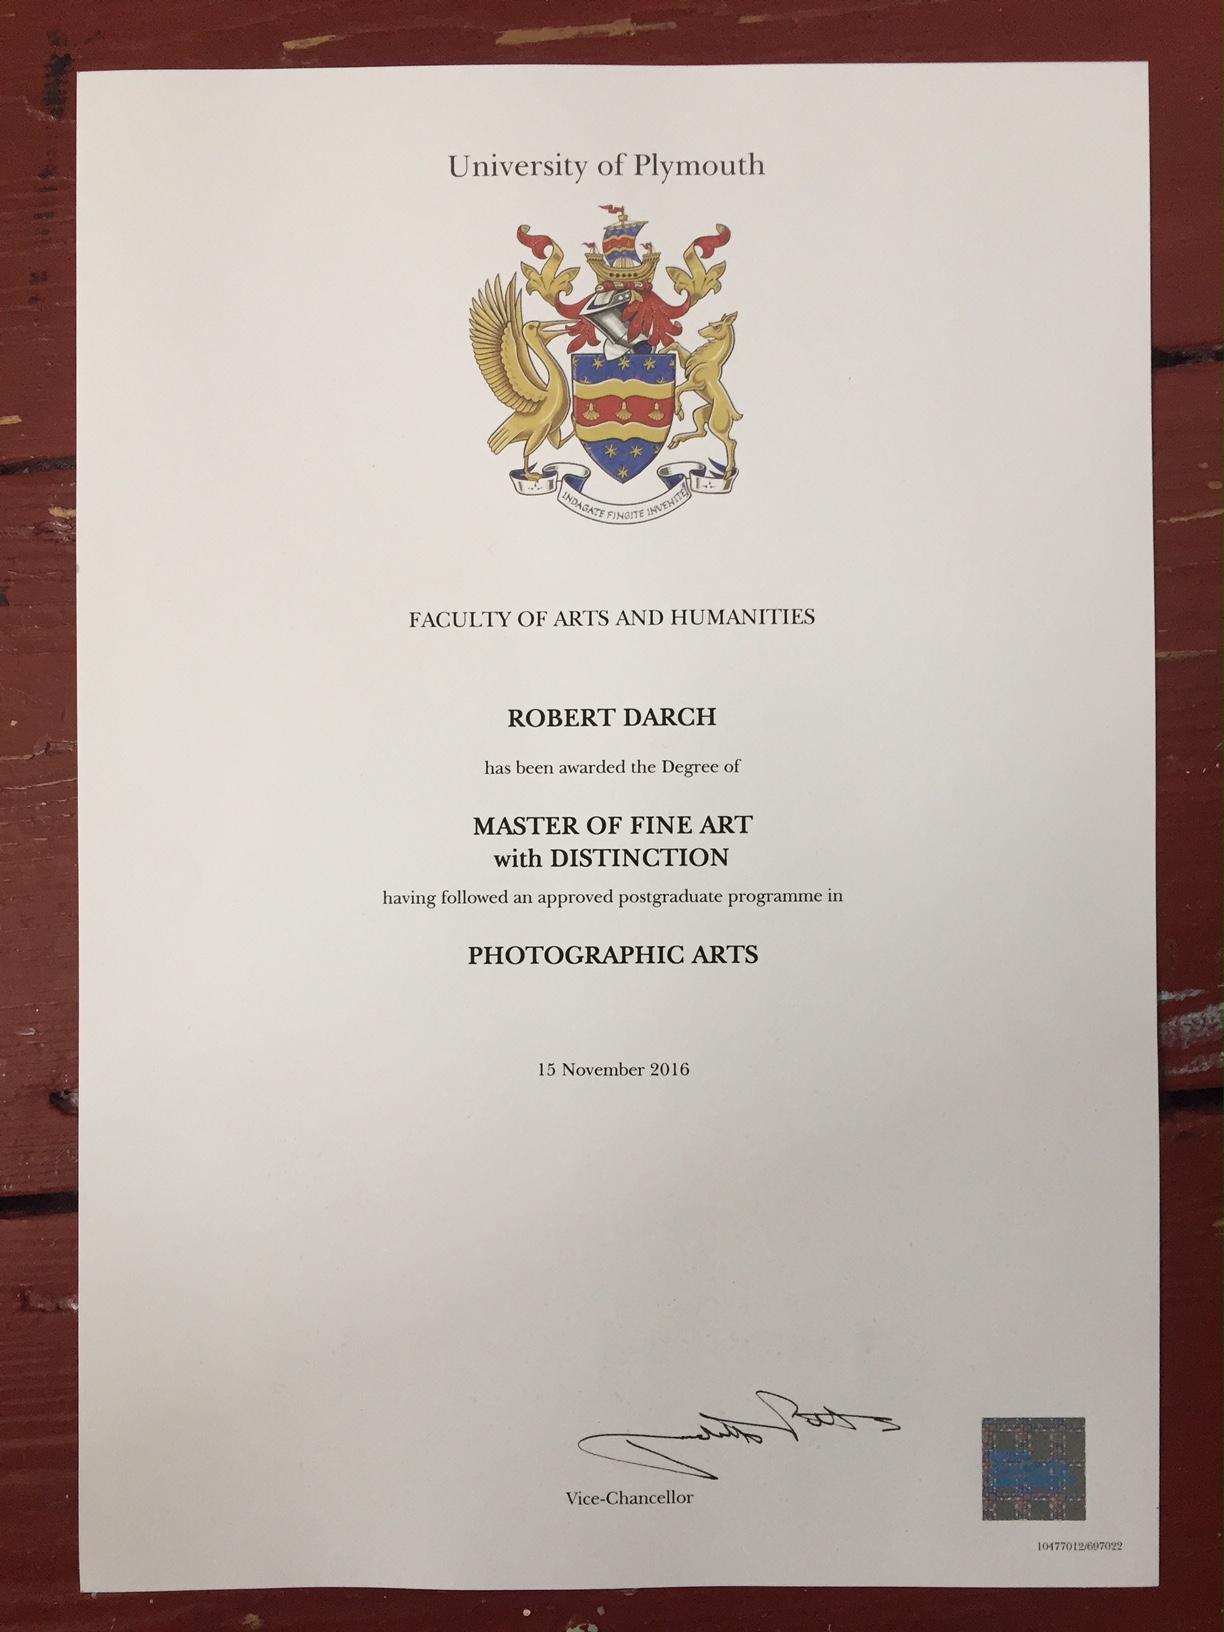 University of Plymouth
INDAGATE FINGITE INVENITE
FACULTY OF ARTS AND HUMANITIES
ROBERT DARCH
has been awarded the Degree of
MASTER OF FINE ART
with DISTINCTION
having followed an approved postgraduate programme in
PHOTOGRAPHIC ARTS
15 November 2016
Vice-Chancellor
10477012/697022